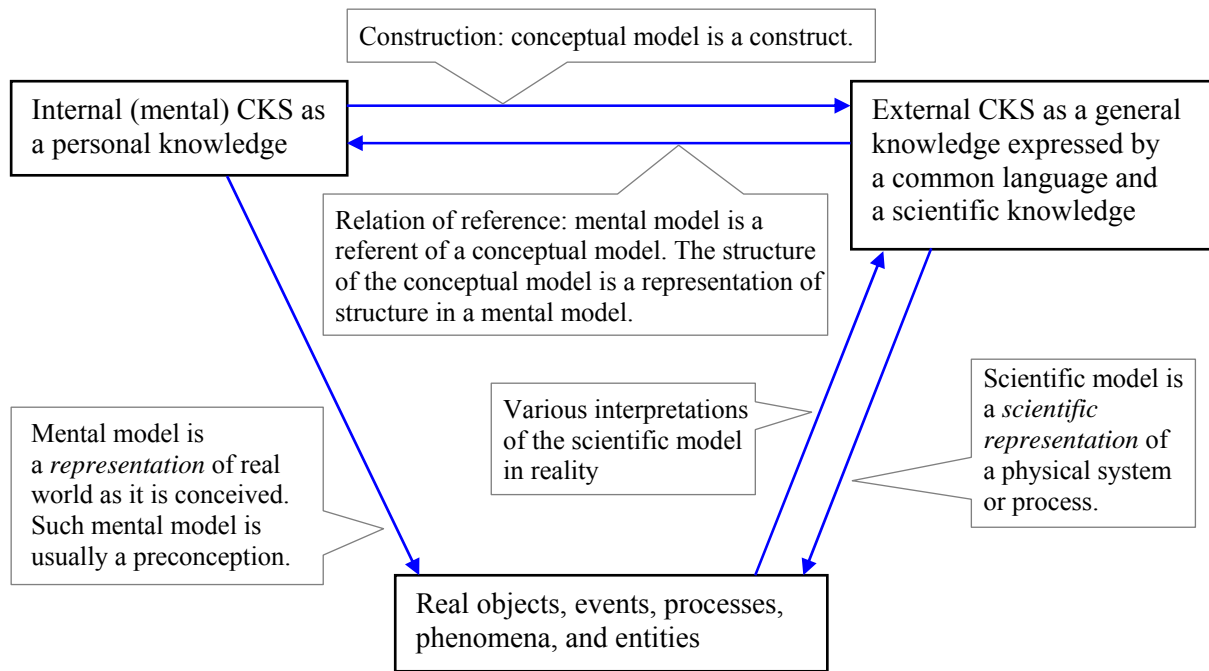 Construction: conceptual model is a construct.
Internal (mental) CKS as
a personal knowledge
External CKS as a general
knowledge expressed by
a common language and
a scientific knowledge
Relation of reference: mental model is a
referent of a conceptual model. The structure
of the conceptual model is a representation of
structure in a mental model.
Mental model is
a representation of real
world as it is conceived.
Such mental model is
usually a preconception.
Various interpretations
of the scientific model
in reality
Scientific model is
a scientific
representation of
a physical system
or process.
Real objects, events, processes,
phenomena, and entities